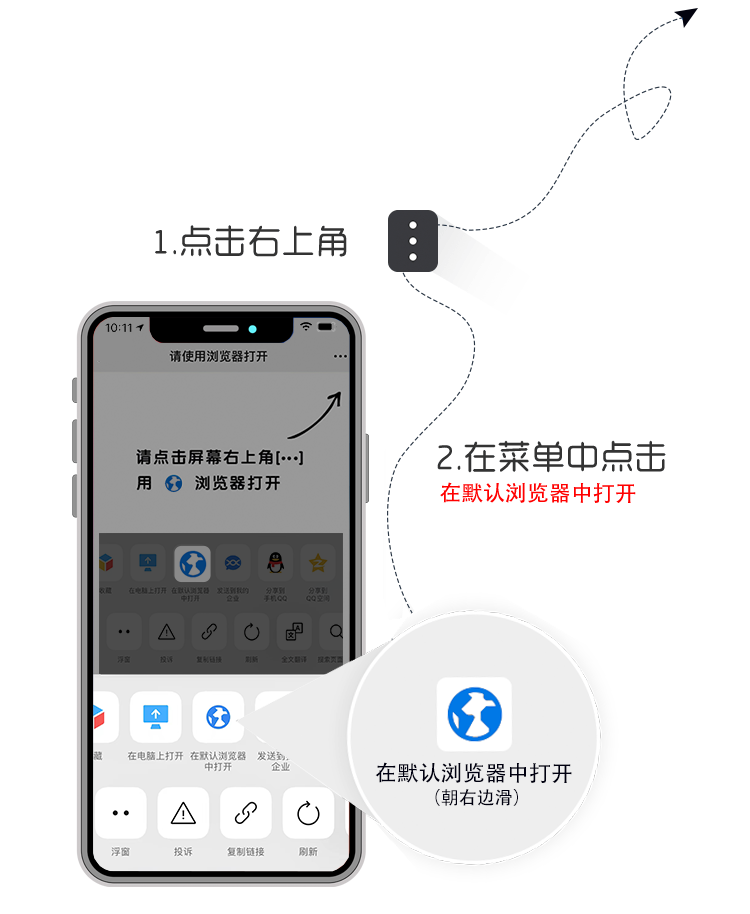 1.点击右上角
10:11
请使用浏览器打开
请点击屏幕右上角[•••]
用 浏览器打开
2.在菜单中点击
在默认浏览器中打开
收藏
在电脑上打开
在默认浏览器
中打开
发送到我的
企业
分享到
手机QQ
分享到
QQ空间
浮窗
投诉
复制链接
刷新
全文翻译
搜索页面
藏
在电脑上打开
在默认浏览器
中打开
发送到
企业
在默认浏览器中打开
(朝右边滑)
浮窗
投诉
复制链接
刷新